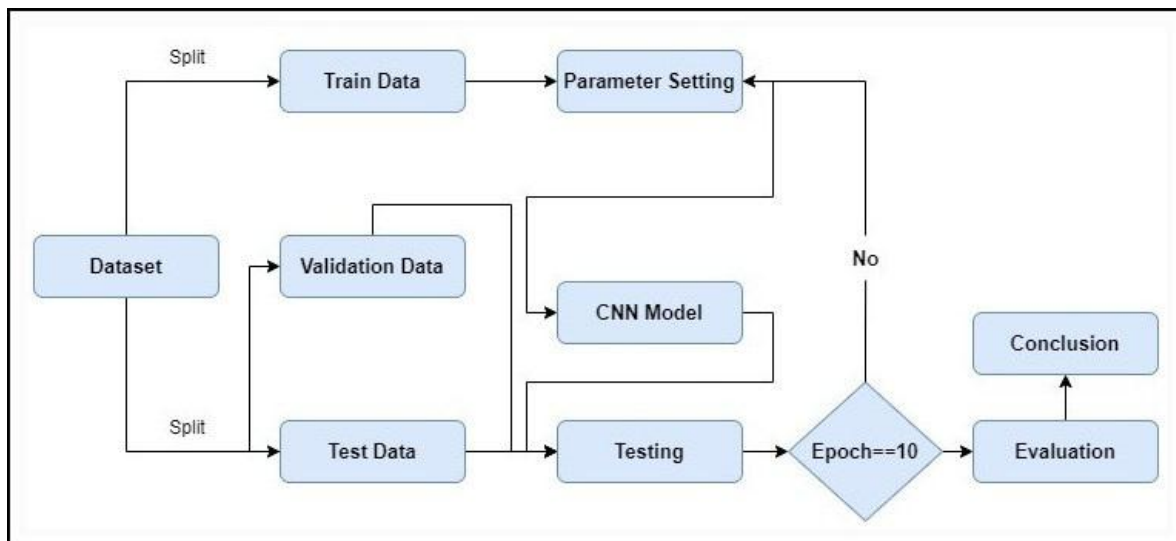 Split
Train Data
Parameter Setting
Dataset
Validation Data
No
CNN Model
Conclusion
Split
Test Data
Testing
Epoch==10
Evaluation